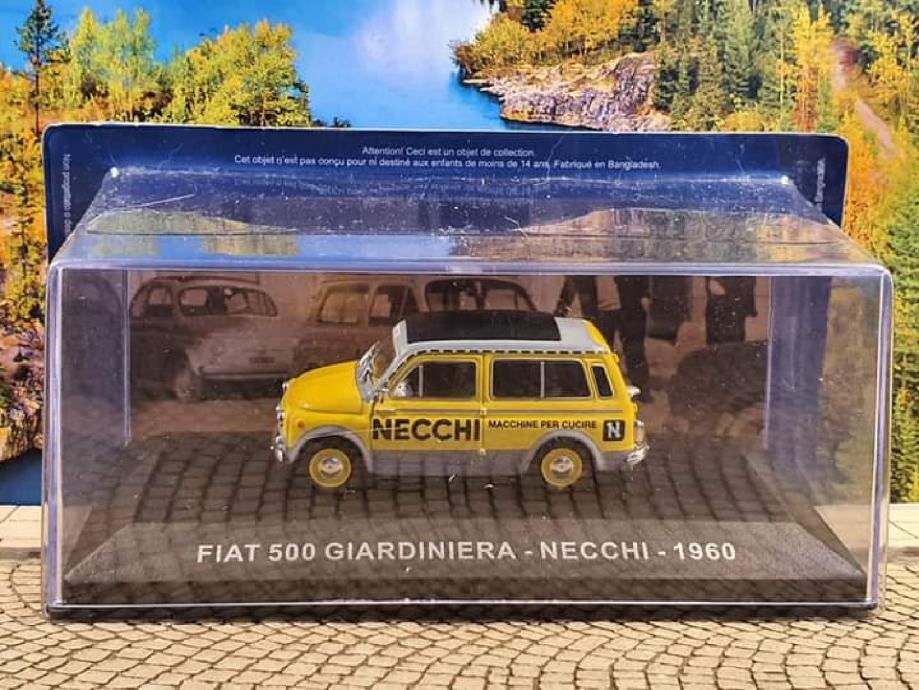 Attention! Ceci est un objet de collection.
Cet objet n'est pas conçu pour ni destiné aux enfants de moins de 14 ans. Fabriqué en Bangladesh.
NECCHI MACCHINE PER CUCIRE N
FIAT 500 GIARDINIERA - NECCHI - 1960